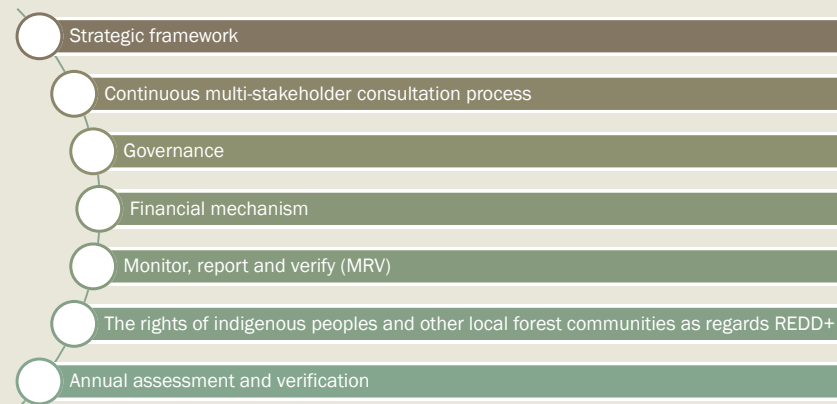 Strategic framework
Continuous multi-stakeholder consultation process
Governance
Financial mechanism
Monitor, report and verify (MRV)
The rights of indigenous peoples and other local forest communities as regards REDD+
Annual assessment and verification